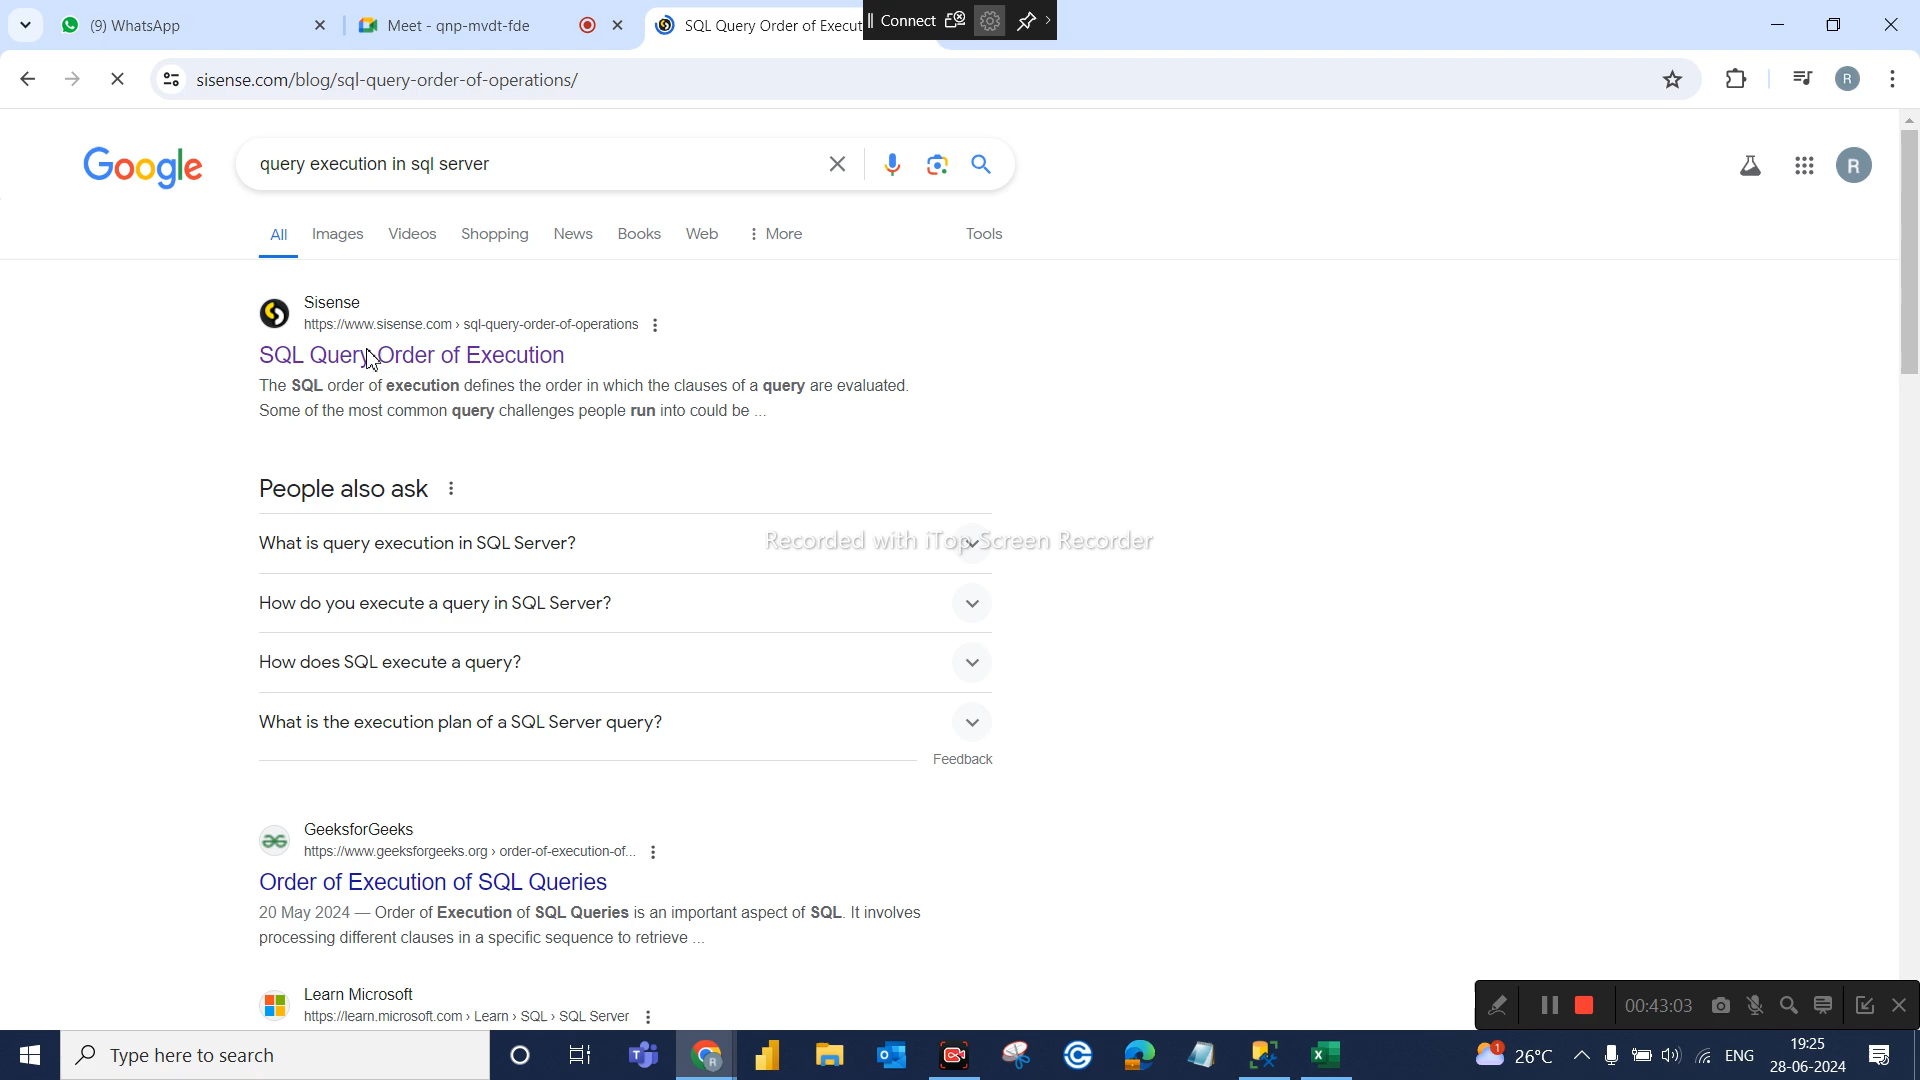 (9) WhatsApp
Meet - qnp-mvdt-fde
SQL Query Order of Execut
Connect
sisense.com/blog/sql-query-order-of-operations/
R
Google
query execution in sql server
R
All
Images
Videos
Shopping
News
Books
Web
More
Tools
Sisense
https://www.sisense.com › sql-query-order-of-operations
SQL Query Order of Execution
The SQL order of execution defines the order in which the clauses of a query are evaluated.
Some of the most common query challenges people run into could be ...
People also ask
What is query execution in SQL Server?
Recorded with iTop Screen Recorder
How do you execute a query in SQL Server?
How does SQL execute a query?
What is the execution plan of a SQL Server query?
Feedback
GeeksforGeeks
https://www.geeksforgeeks.org › order-of-execution-of...
Order of Execution of SQL Queries
20 May 2024 — Order of Execution of SQL Queries is an important aspect of SQL. It involves
processing different clauses in a specific sequence to retrieve ...
Learn Microsoft
https://learn.microsoft.com › Learn › SQL › SQL Server
00:43:03
Type here to search
R
1
26°C
ENG
19:25
28-06-2024